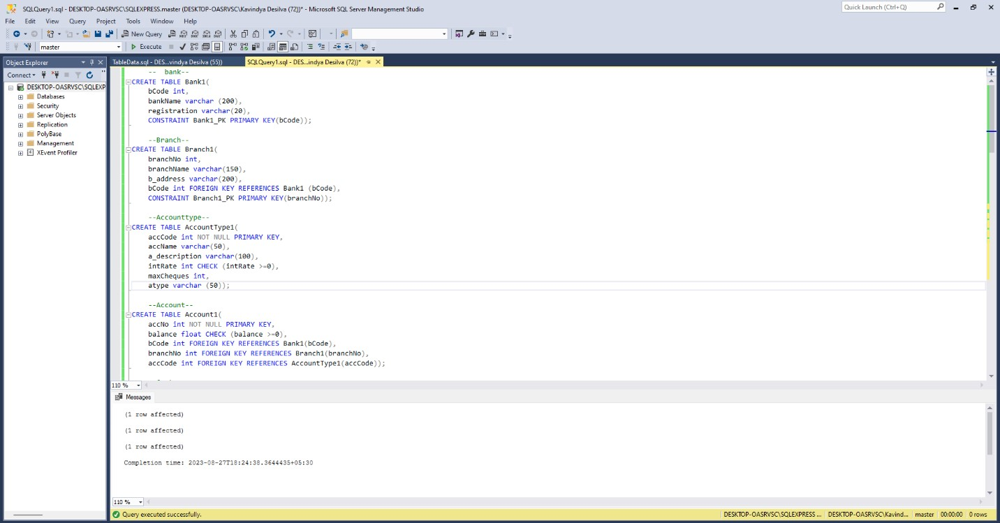 SQLQuery1.sql - DESKTOP-OASRVSC\SQLEXPRESS.master (DESKTOP-OASRVSC\Kavindya Desilva (72))* - Microsoft SQL Server Management Studio
Quick Launch (Ctrl+Q)
File Edit View Query Project Tools Window Help
New Query
master
Execute
Object Explorer
TableData.sql - DES...vindya Desilva (55))
SQLQuery1.sql - DES...indya Desilva (72))*
Connect
DESKTOP-OASRVSC\SQLEXP
Databases
Security
Server Objects
Replication
PolyBase
Management
XEvent Profiler
-- bank--
CREATE TABLE Bank1(
bCode int,
bankName varchar (200),
registration varchar(20),
CONSTRAINT Bank1_PK PRIMARY KEY(bCode));
--Branch--
CREATE TABLE Branch1(
branchNo int,
branchName varchar(150),
b_address varchar(200),
bCode int FOREIGN KEY REFERENCES Bank1 (bCode),
CONSTRAINT Branch1_PK PRIMARY KEY(branchNo));
--Accounttype--
CREATE TABLE AccountType1(
accCode int NOT NULL PRIMARY KEY,
accName varchar(50),
a_description varchar(100),
intRate int CHECK (intRate >=0),
maxCheques int,
atype varchar (50));
--Account--
CREATE TABLE Account1(
accNo int NOT NULL PRIMARY KEY,
balance float CHECK (balance >=0),
bCode int FOREIGN KEY REFERENCES Bank1(bCode),
branchNo int FOREIGN KEY REFERENCES Branch1(branchNo),
accCode int FOREIGN KEY REFERENCES AccountType1(accCode));
110 %
Messages
(1 row affected)
(1 row affected)
(1 row affected)
Completion time: 2023-08-27T18:24:38.3644435+05:30
110 %
Query executed successfully.
DESKTOP-OASRVSC\SQLEXPRESS ... DESKTOP-OASRVSC\Kavind... master 00:00:00 0 rows